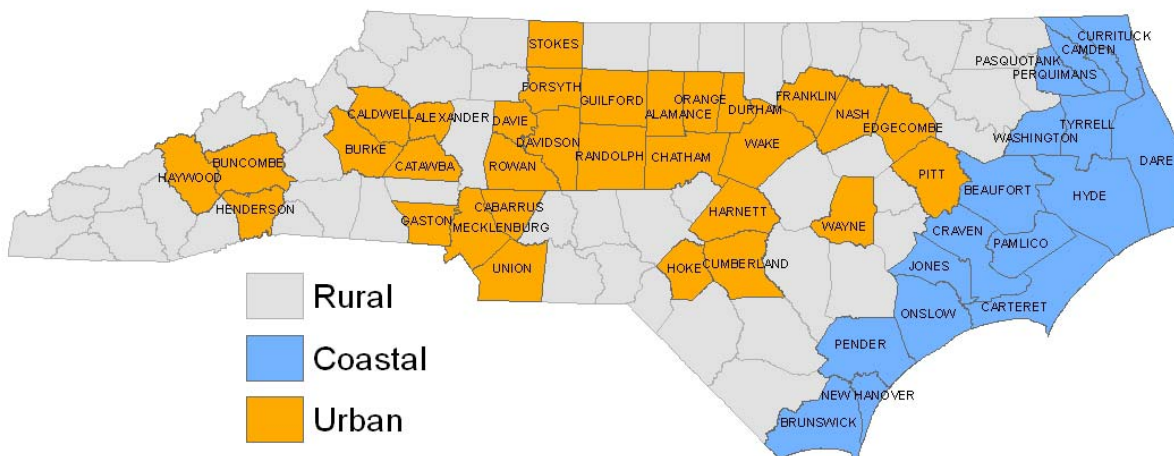 STOKES
CURRITUCK
CAMDEN
PASQUOTANK
PERQUIMANS
FORSYTH
GUILFORD
ALAMANCE
ORANGE
DURHAM
FRANKLIN
NASH
EDGECOMBE
CALDWELL
ALEXANDER
DAVIE
DAVIDSON
RANDOLPH
CHATHAM
WAKE
WASHINGTON
TYRRELL
DARE
BURKE
CATAWBA
ROWAN
BUNCOMBE
HAYWOOD
HENDERSON
PITT
BEAUFORT
HYDE
GASTON
CABARRUS
MECKLENBURG
HARNETT
WAYNE
CRAVEN
PAMLICO
UNION
HOKE
CUMBERLAND
JONES
ONSLOW
CARTERET
PENDER
NEW HANOVER
BRUNSWICK
Rural
Coastal
Urban